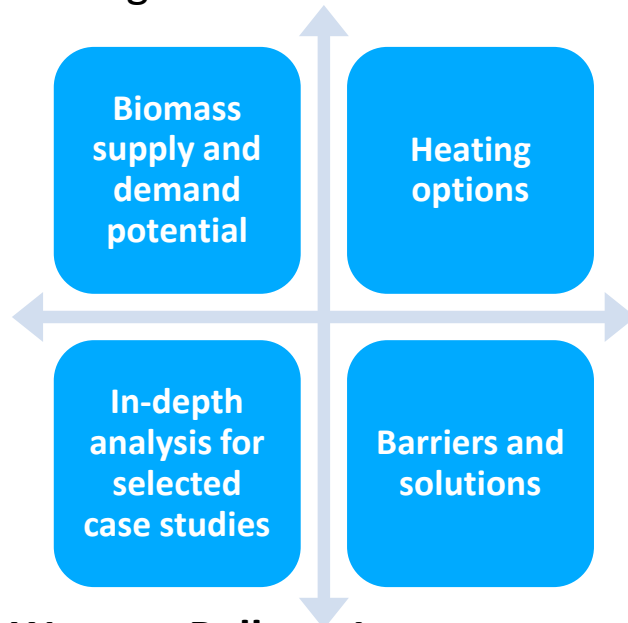 Biomass
supply and
demand
potential
Heating
options
In-depth
analysis for
selected
case studies
Barriers and
solutions